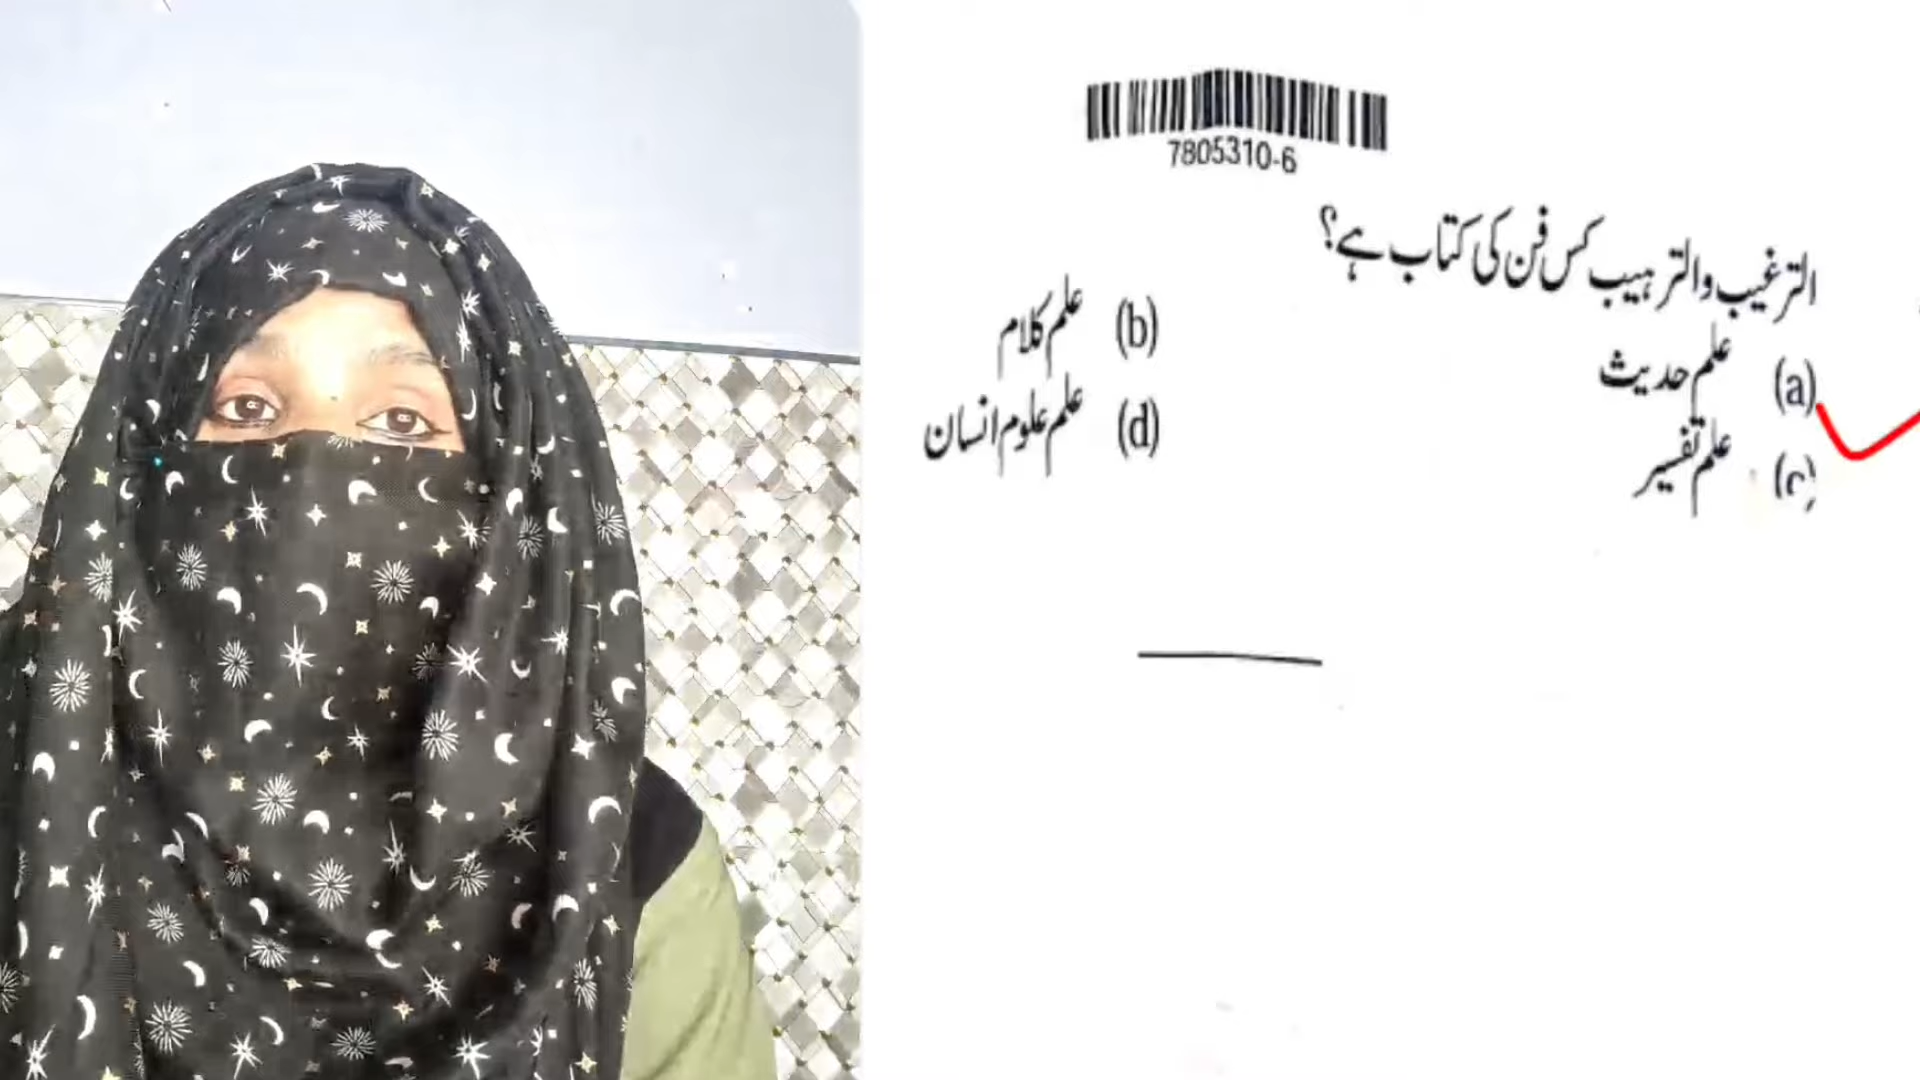 7805310-6
الترغیب والترہیب کس فن کی کتاب ہے؟
(a) علم حدیث (b) علم کلام
(c) علم تفسیر (d) علم علوم انسان